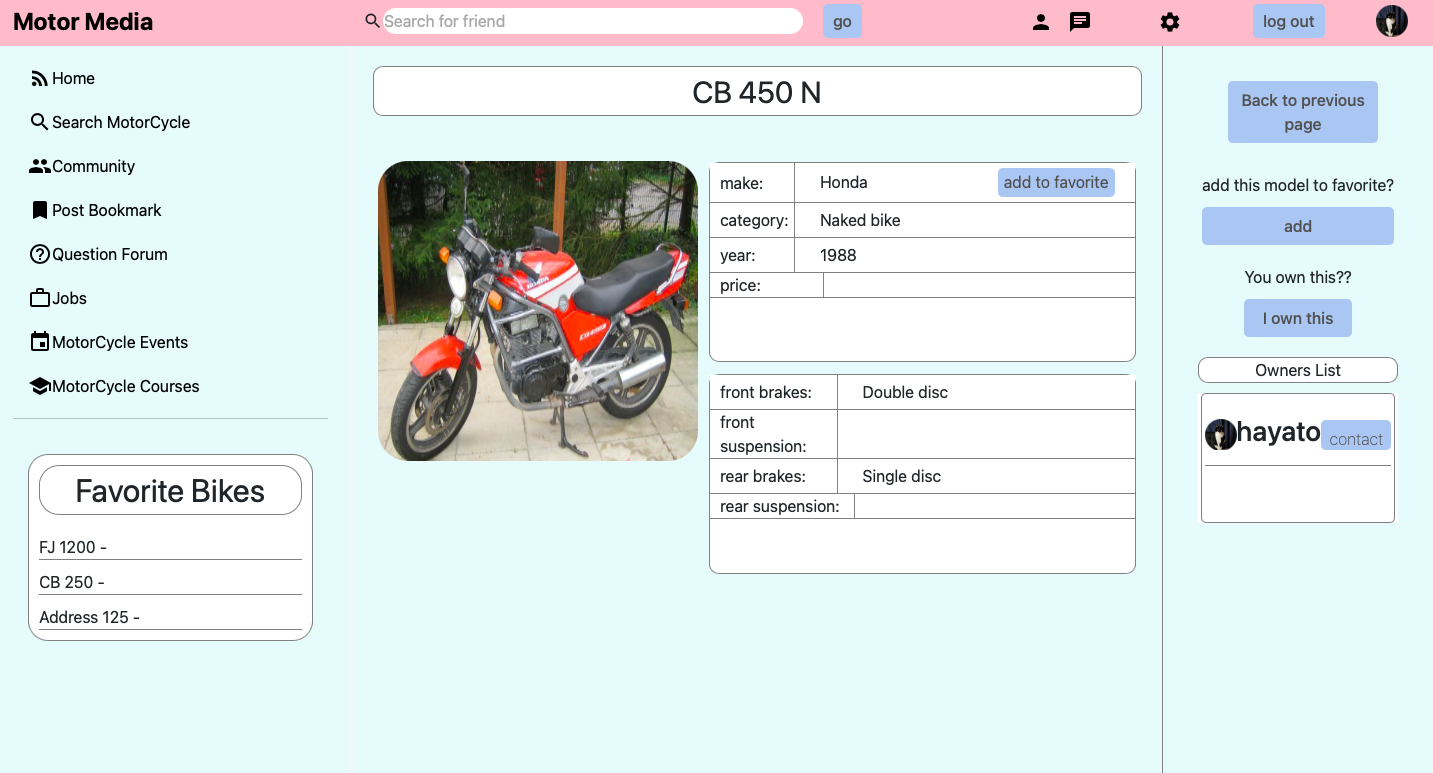 Motor Media
Search for friend
go
log out
Home
Search MotorCycle
Community
Post Bookmark
Question Forum
Jobs
MotorCycle Events
MotorCycle Courses
Favorite Bikes
FJ 1200 -
CB 250 -
Address 125 -
CB 450 N
make: Honda add to favorite
category: Naked bike
year: 1988
price:
front brakes: Double disc
front
suspension:
rear brakes: Single disc
rear suspension:
Back to previous
page
add this model to favorite?
add
You own this??
I own this
Owners List
hayato contact